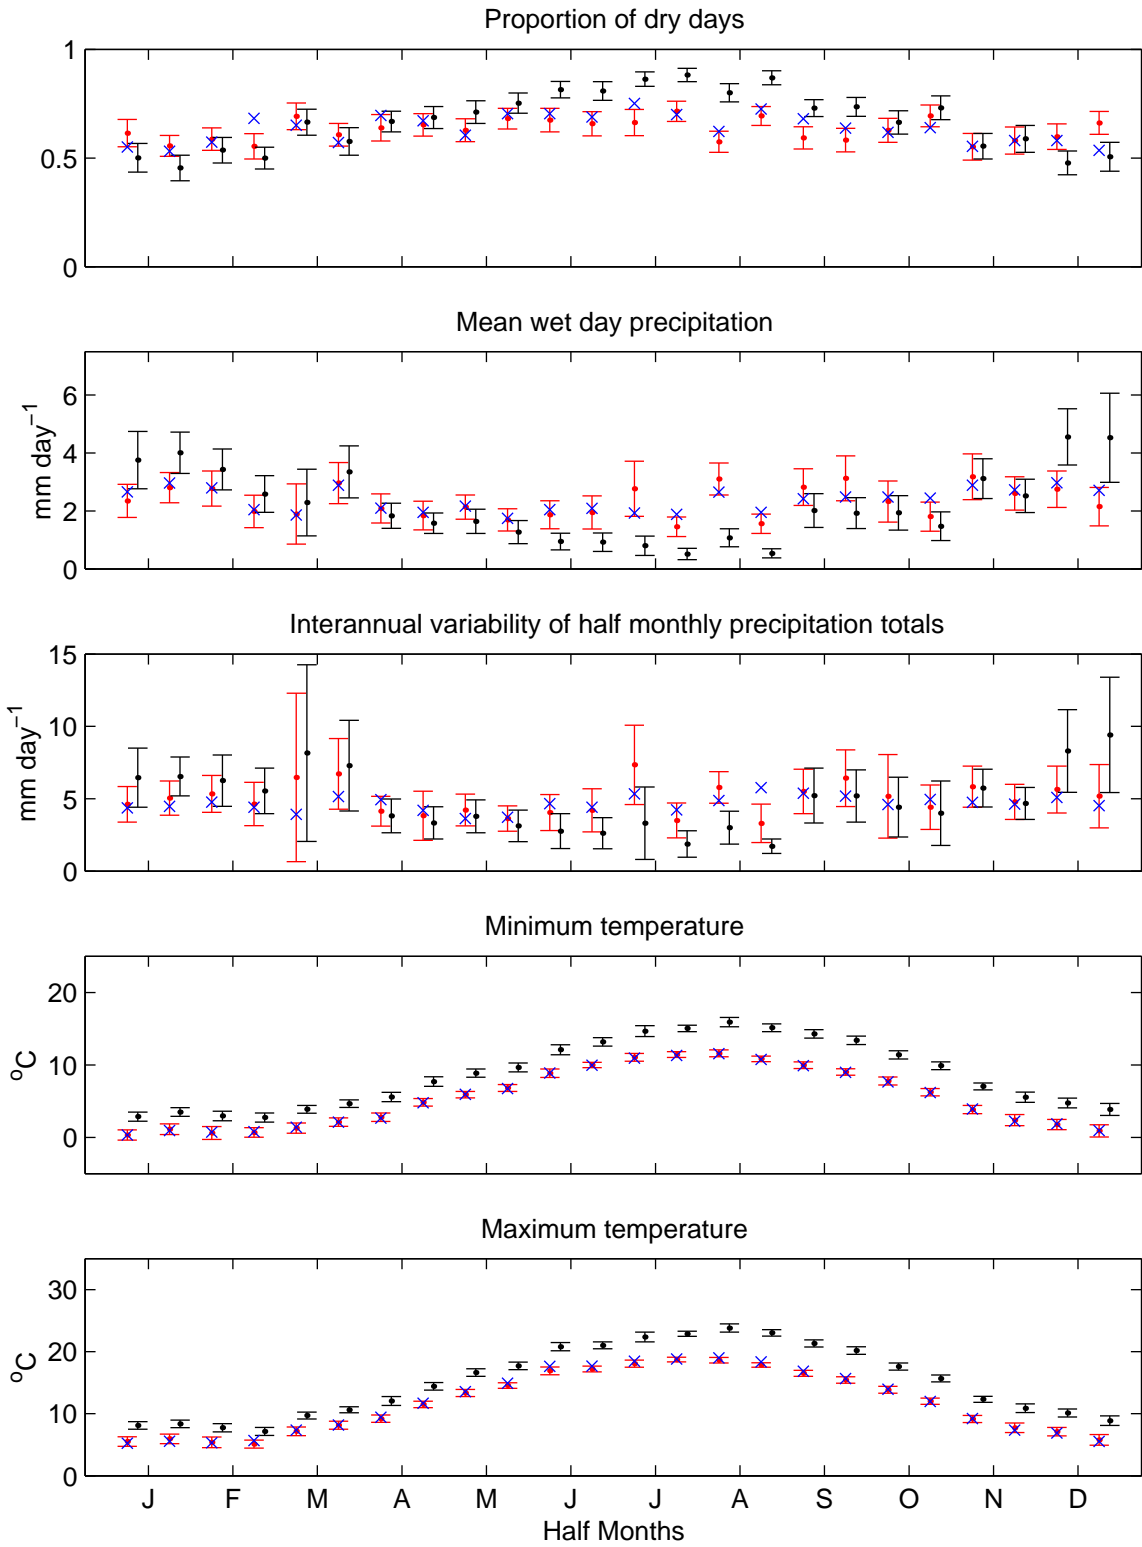 Proportion of dry days
1
0.5
0
Mean wet day precipitation
6
4
2
0
mm day⁻¹
Interannual variability of half monthly precipitation totals
15
10
5
0
mm day⁻¹
Minimum temperature
20
10
0
°C
Maximum temperature
30
20
10
0
°C
J F M A M J J A S O N D
Half Months